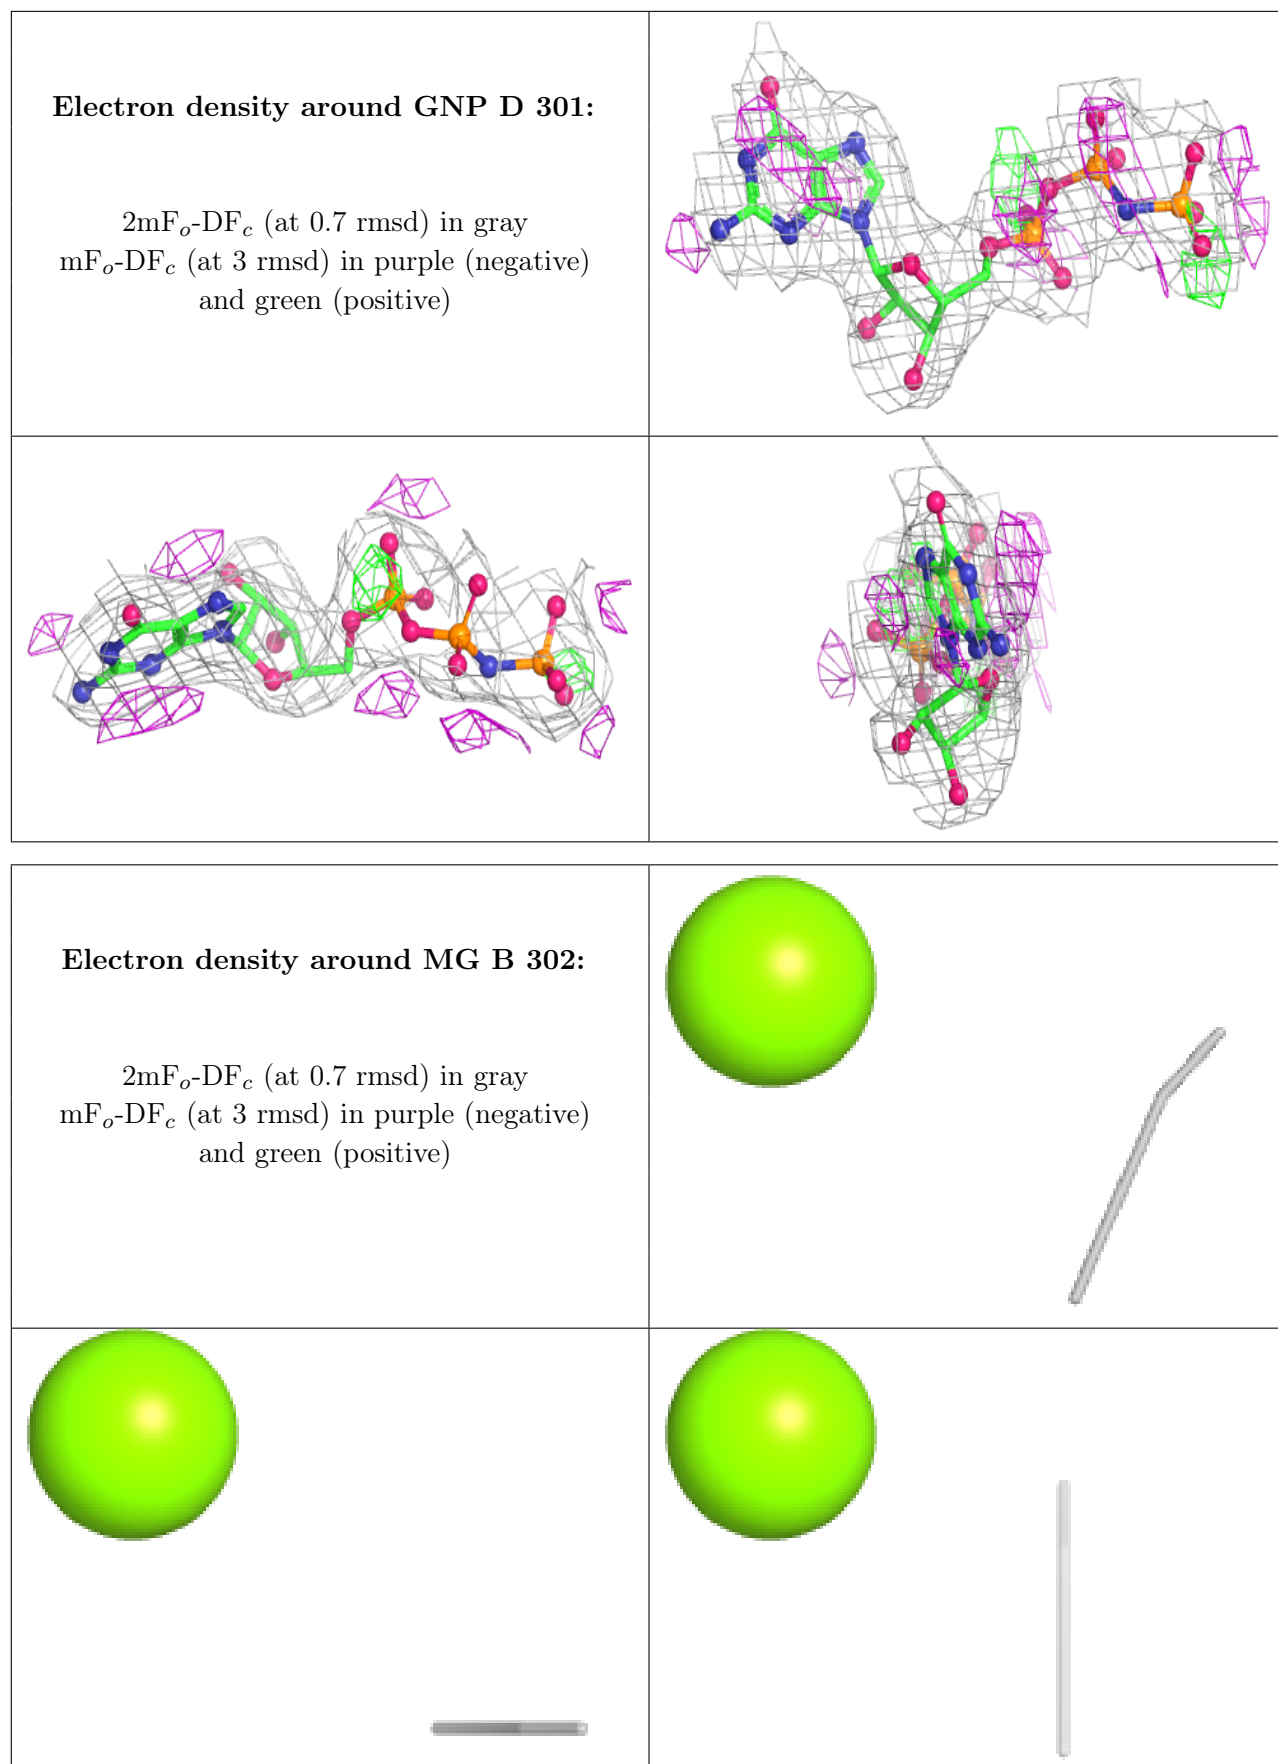 Electron density around GNP D 301:
2mFo-DFc (at 0.7 rmsd) in gray
mFo-DFc (at 3 rmsd) in purple (negative)
and green (positive)
Electron density around MG B 302:
2mFo-DFc (at 0.7 rmsd) in gray
mFo-DFc (at 3 rmsd) in purple (negative)
and green (positive)